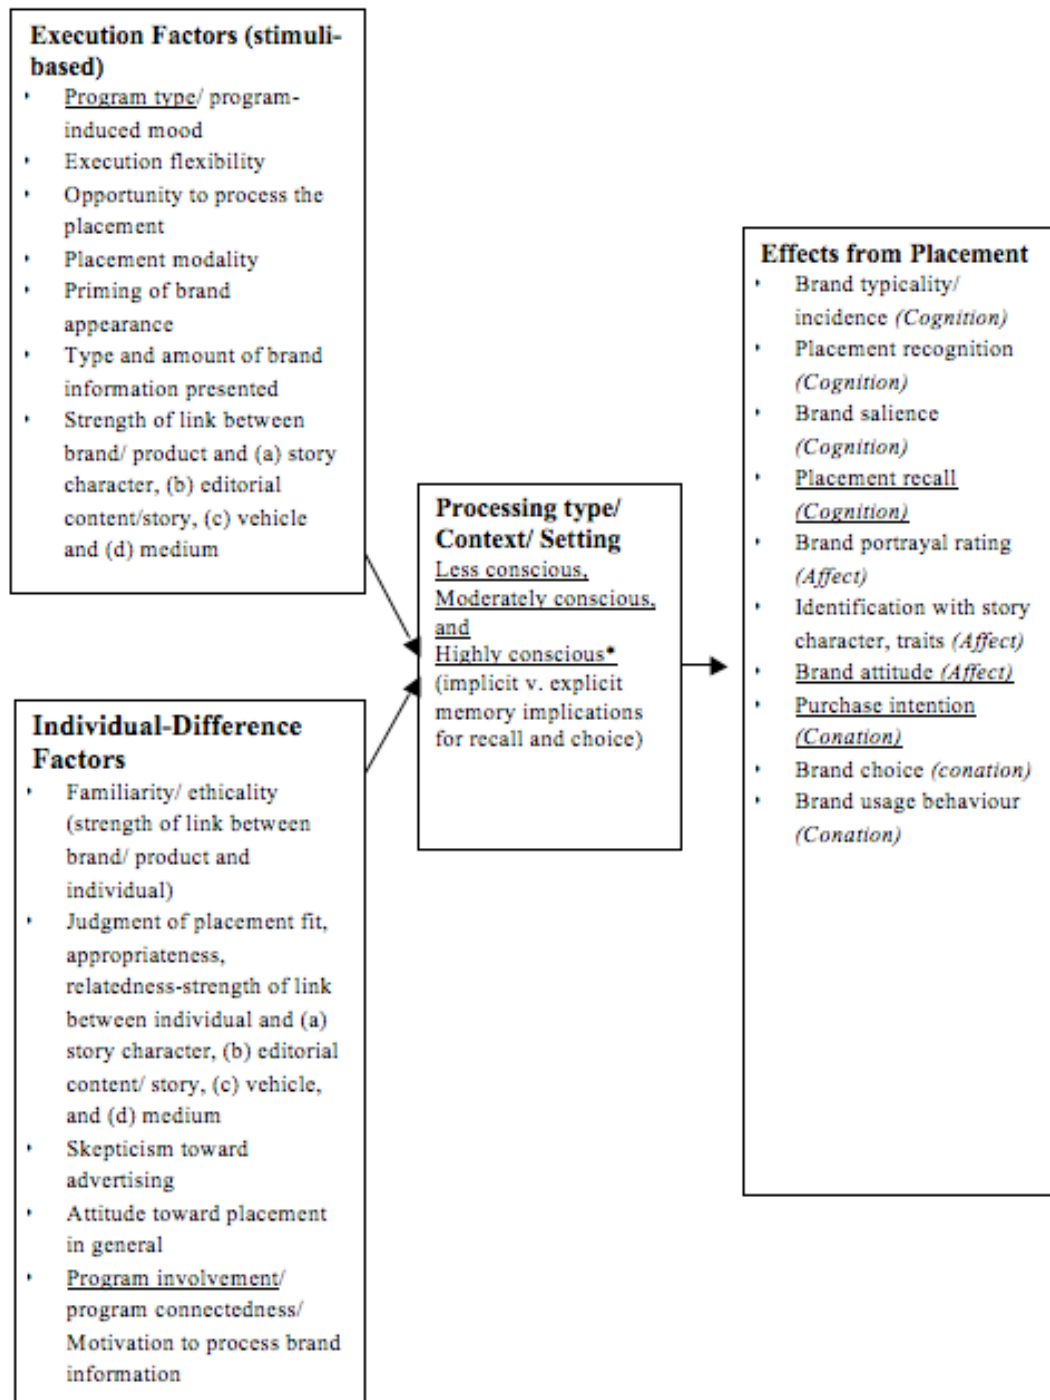 Execution Factors (stimuli-
based)
• Program type/ program-
induced mood
• Execution flexibility
• Opportunity to process the
placement
• Placement modality
• Priming of brand
appearance
• Type and amount of brand
information presented
• Strength of link between
brand/ product and (a) story
character, (b) editorial
content/story, (c) vehicle
and (d) medium
Individual-Difference
Factors
• Familiarity/ ethicality
(strength of link between
brand/ product and
individual)
• Judgment of placement fit,
appropriateness,
relatedness-strength of link
between individual and (a)
story character, (b) editorial
content/ story, (c) vehicle,
and (d) medium
• Skepticism toward
advertising
• Attitude toward placement
in general
• Program involvement/
program connectedness/
Motivation to process brand
information
Processing type/
Context/ Setting
Less conscious,
Moderately conscious,
and
Highly conscious*
(implicit v. explicit
memory implications
for recall and choice)
Effects from Placement
• Brand typicality/
incidence (Cognition)
• Placement recognition
(Cognition)
• Brand salience
(Cognition)
• Placement recall
(Cognition)
• Brand portrayal rating
(Affect)
• Identification with story
character, traits (Affect)
• Brand attitude (Affect)
• Purchase intention
(Conation)
• Brand choice (conation)
• Brand usage behaviour
(Conation)